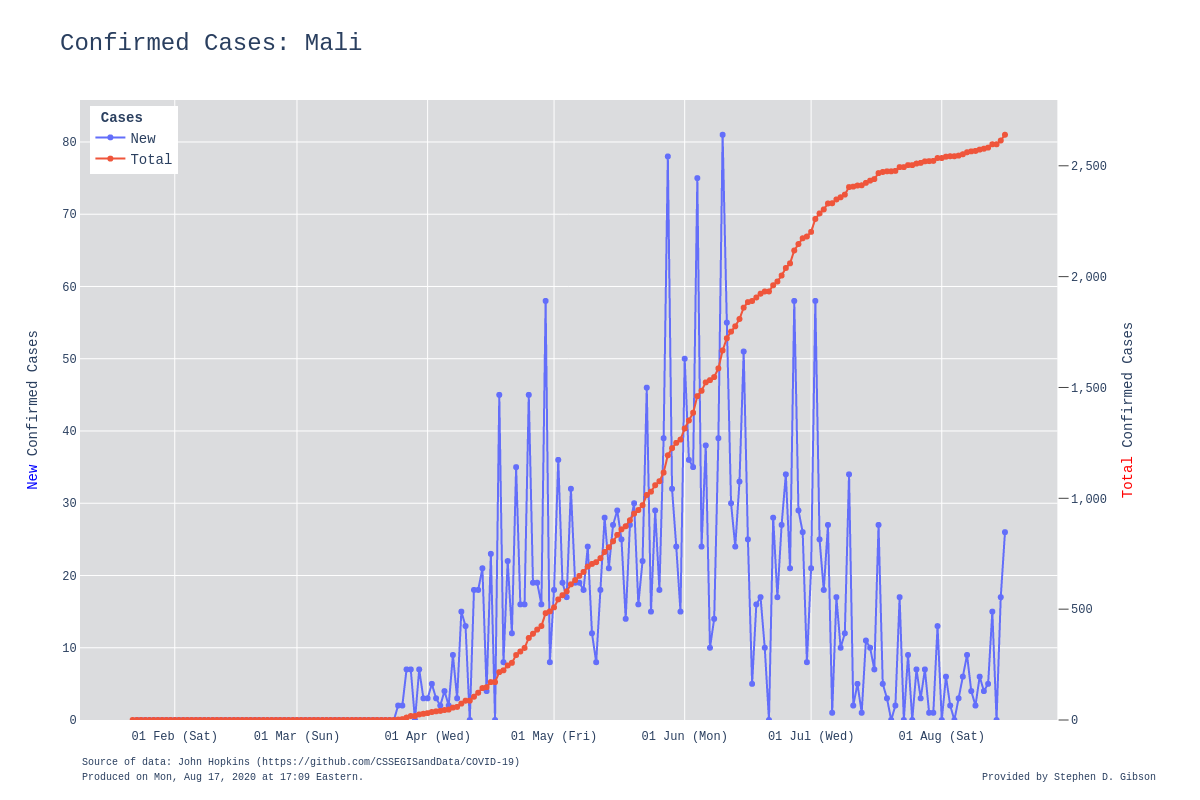 Confirmed Cases: Mali
Cases
New
Total
80
70
60
50
40
30
20
10
0
2,500
2,000
1,500
1,000
500
0
New Confirmed Cases
Total Confirmed Cases
01 Feb (Sat)
01 Mar (Sun)
01 Apr (Wed)
01 May (Fri)
01 Jun (Mon)
01 Jul (Wed)
01 Aug (Sat)
Source of data: John Hopkins (https://github.com/CSSEGISandData/COVID-19)
Produced on Mon, Aug 17, 2020 at 17:09 Eastern.
Provided by Stephen D. Gibson